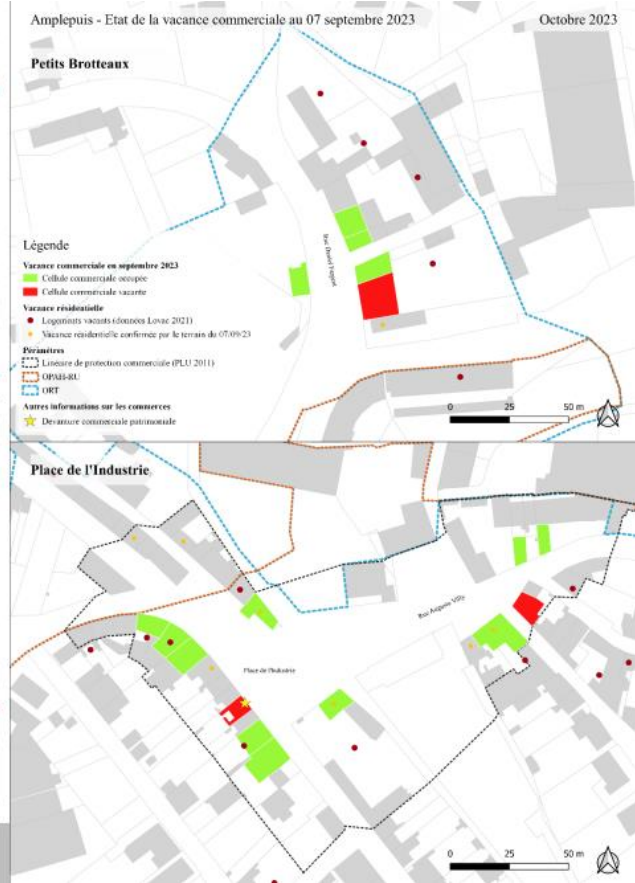 Amplepuis - Etat de la vacance commerciale au 07 septembre 2023
Octobre 2023
Petits Brotteaux
Légende
Vacance commerciale en septembre 2023
Cellule commerciale occupée
Cellule commerciale vacante
Vacance résidentielle
Logements vacants (données Lovac 2021)
Vacance résidentielle confirmée par le terrain du 07/09/23
Périmètres
Linéaire de protection commerciale (PLU 2011)
OPAH-RU
ORT
Autres informations sur les commerces
Devanture commerciale patrimoniale
Rue
0 25 50 m
Place de l'Industrie
Rue Auguste Villy
Place de l'Industrie
0 25 50 m